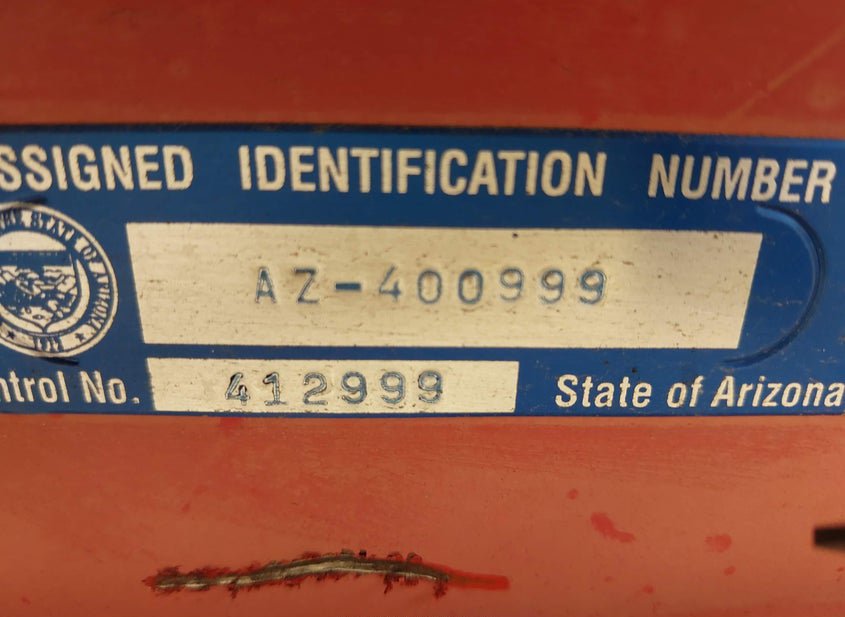 SSIGNED IDENTIFICATION NUMBER
AZ-400999
ntrol No. 412999 State of Arizona